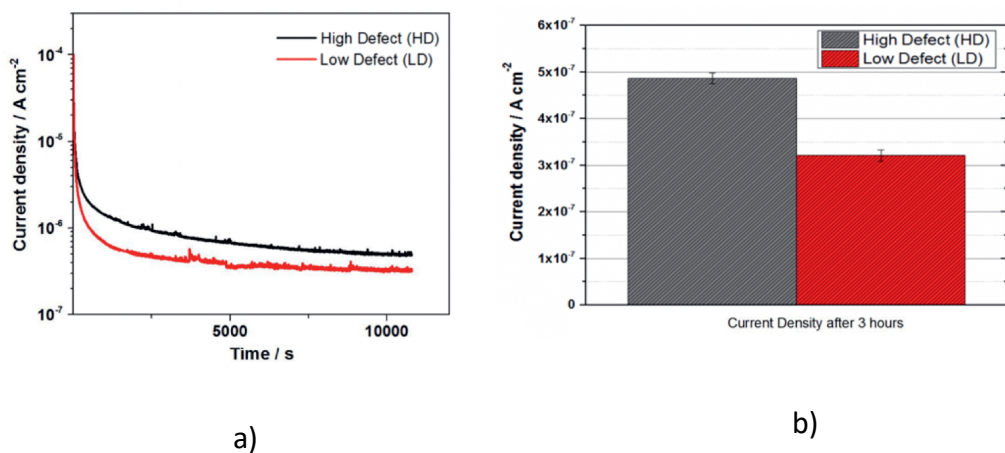 High Defect (HD)
Low Defect (LD)
10⁻⁴
10⁻⁵
10⁻⁶
10⁻⁷
Current density / A cm⁻²
5000
10000
Time / s
a)
6x10⁻⁷
5x10⁻⁷
4x10⁻⁷
3x10⁻⁷
2x10⁻⁷
1x10⁻⁷
0
Current density / A cm⁻²
High Defect (HD)
Low Defect (LD)
Current Density after 3 hours
b)